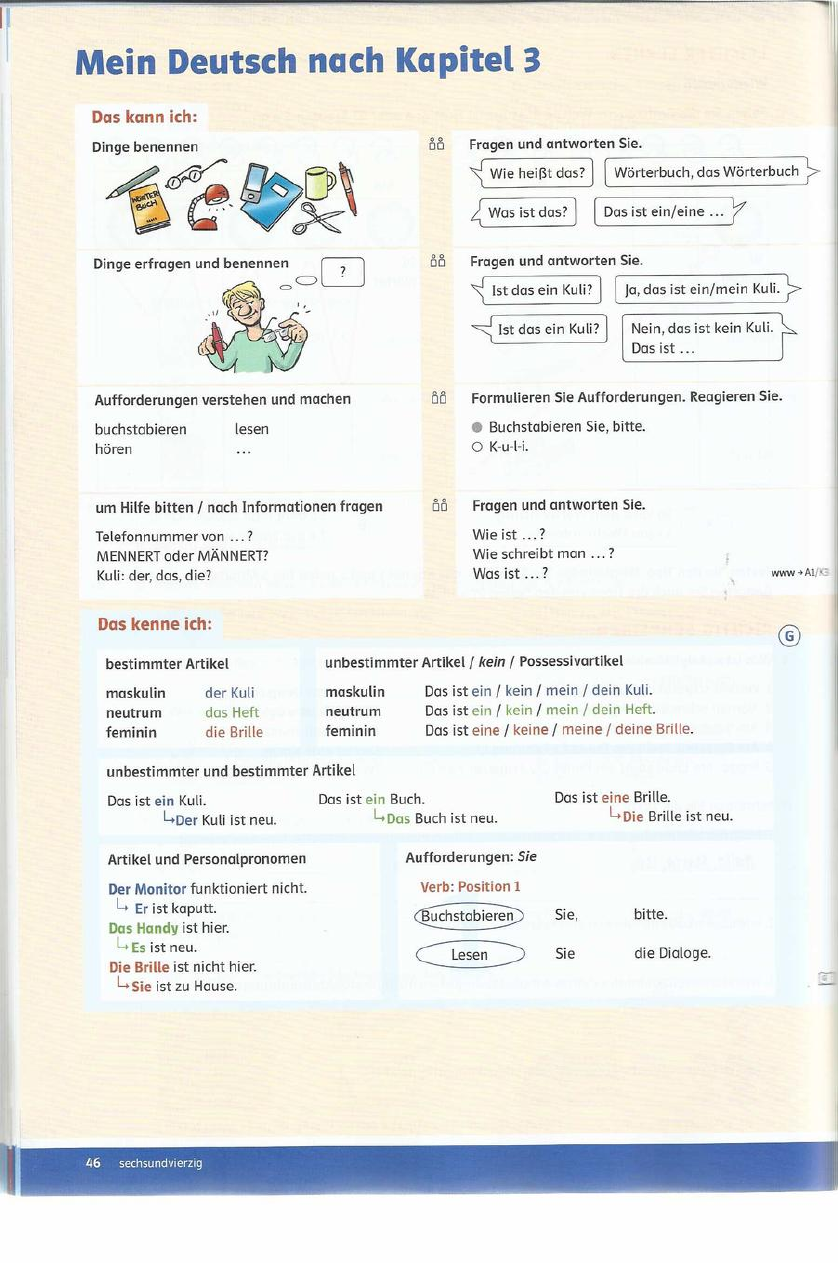 Mein Deutsch nach Kapitel 3
Das kann ich:
Dinge benennen
WÖRTER
BUCH
Fragen und antworten Sie.
Wie heißt das?
Wörterbuch, das Wörterbuch
Was ist das?
Das ist ein/eine ...
Dinge erfragen und benennen
?
Fragen und antworten Sie.
Ist das ein Kuli?
Ja, das ist ein/mein Kuli.
Ist das ein Kuli?
Nein, das ist kein Kuli.
Das ist ...
Aufforderungen verstehen und machen
buchstabieren lesen
hören ...
Formulieren Sie Aufforderungen. Reagieren Sie.
Buchstabieren Sie, bitte.
K-u-l-i.
um Hilfe bitten / nach Informationen fragen
Telefonnummer von ...?
MENNERT oder MÄNNERT?
Kuli: der, das, die?
Fragen und antworten Sie.
Wie ist ...?
Wie schreibt man ...?
Was ist ...?
www → A1/K3
Das kenne ich:
G
bestimmter Artikel
maskulin der Kuli
neutrum das Heft
feminin die Brille
unbestimmter Artikel / kein / Possessivartikel
maskulin Das ist ein / kein / mein / dein Kuli.
neutrum Das ist ein / kein / mein / dein Heft.
feminin Das ist eine / keine / meine / deine Brille.
unbestimmter und bestimmter Artikel
Das ist ein Kuli.
↳Der Kuli ist neu.
Das ist ein Buch.
↳Das Buch ist neu.
Das ist eine Brille.
↳Die Brille ist neu.
Artikel und Personalpronomen
Der Monitor funktioniert nicht.
↳ Er ist kaputt.
Das Handy ist hier.
↳Es ist neu.
Die Brille ist nicht hier.
↳Sie ist zu Hause.
Aufforderungen: Sie
Verb: Position 1
Buchstabieren Sie, bitte.
Lesen Sie die Dialoge.
46 sechsundvierzig